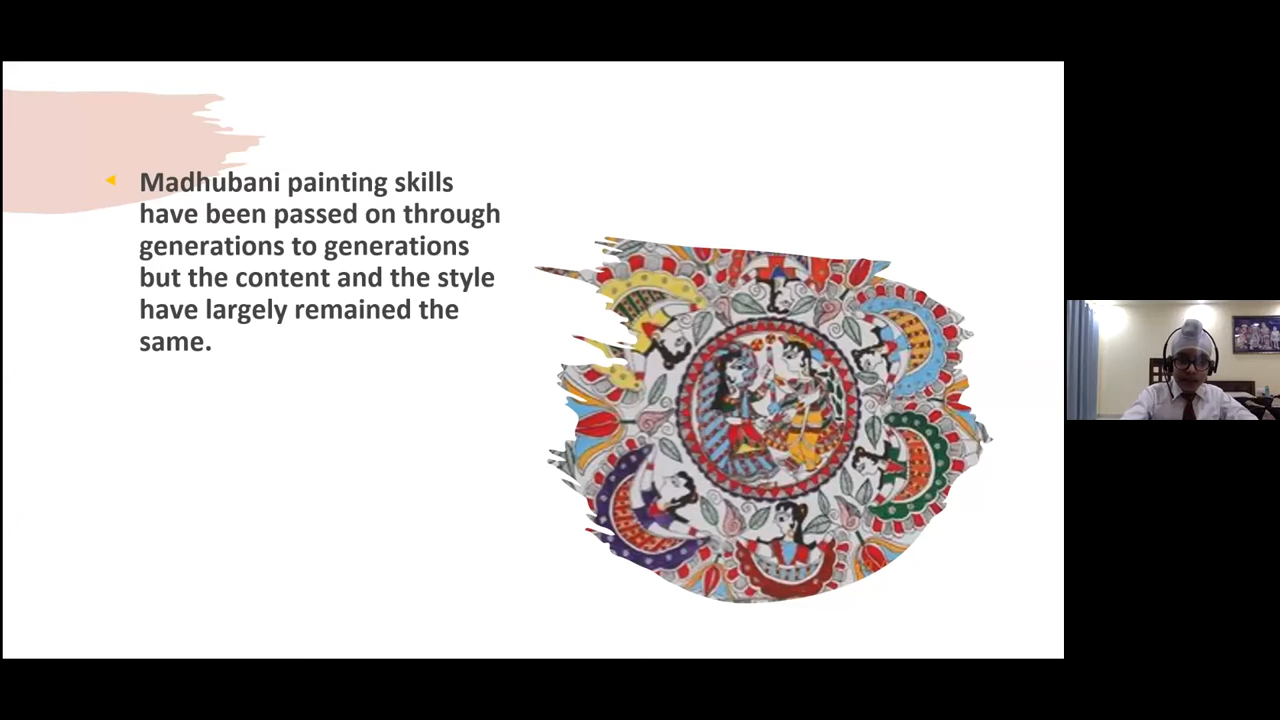 Madhubani painting skills
have been passed on through
generations to generations
but the content and the style
have largely remained the
same.